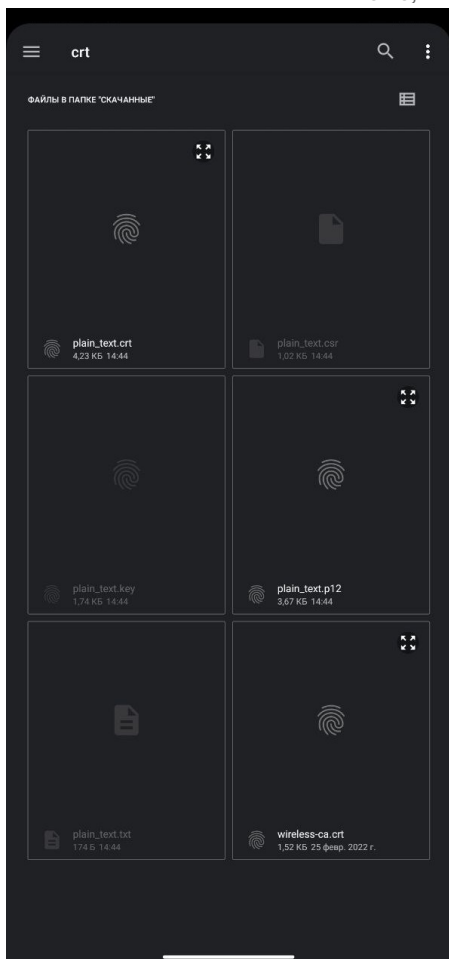 crt
ФАЙЛЫ В ПАПКЕ "СКАЧАННЫЕ"
plain_text.crt
4,23 КБ 14:44
plain_text.csr
1,02 КБ 14:44
plain_text.key
1,74 КБ 14:44
plain_text.p12
3,67 КБ 14:44
plain_text.txt
174 Б 14:44
wireless-ca.crt
1,52 КБ 25 февр. 2022 г.